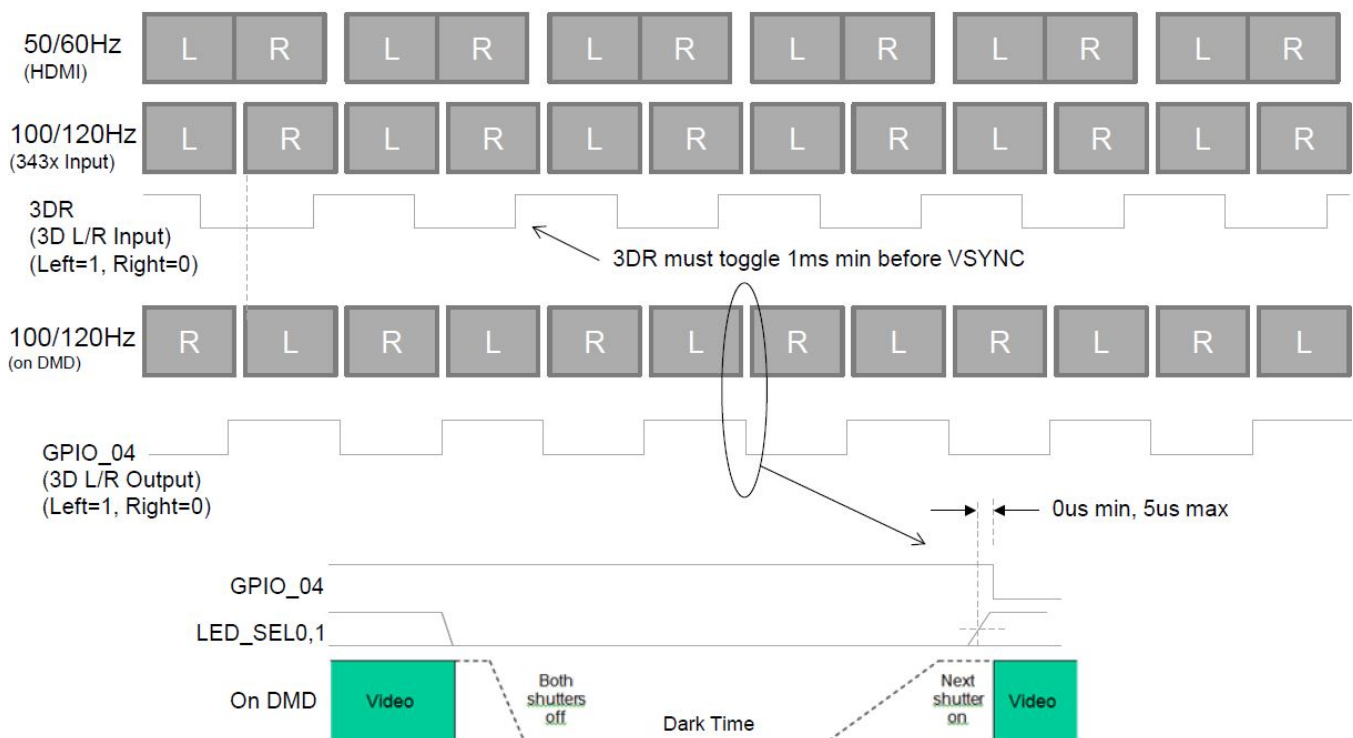 50/60Hz
(HDMI)
L R L R L R L R L R L R
100/120Hz
(343x Input)
L R L R L R L R L R L R
3DR
(3D L/R Input)
(Left=1, Right=0)
3DR must toggle 1ms min before VSYNC
100/120Hz
(on DMD)
R L R L R L R L R L R L
GPIO_04
(3D L/R Output)
(Left=1, Right=0)
0us min, 5us max
GPIO_04
LED_SEL0,1
On DMD
Video
Both
shutters
off
Dark Time
Next
shutter
on
Video